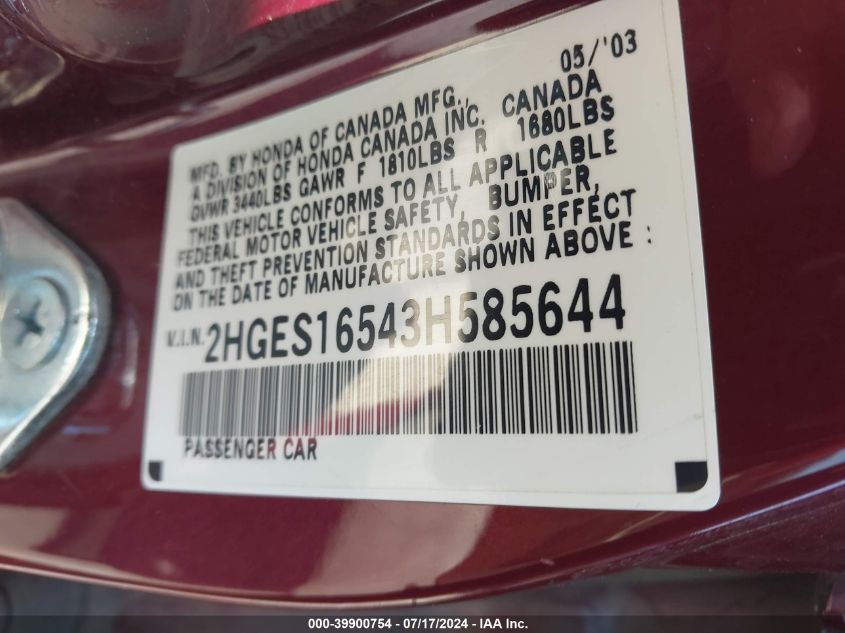 05/'03
MFD. BY HONDA OF CANADA MFG.,
A DIVISION OF HONDA CANADA INC. CANADA
GVWR 3440LBS GAWR F 1810LBS R 1680LBS
THIS VEHICLE CONFORMS TO ALL APPLICABLE
FEDERAL MOTOR VEHICLE SAFETY, BUMPER,
AND THEFT PREVENTION STANDARDS IN EFFECT
ON THE DATE OF MANUFACTURE SHOWN ABOVE :
V.I.N. 2HGES16543H585644
PASSENGER CAR
000-39900754 - 07/17/2024 - IAA Inc.